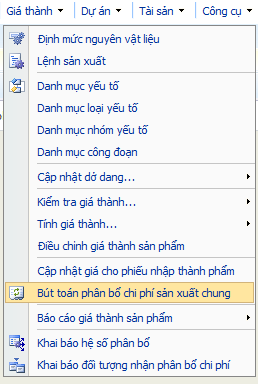 Giá thành Dự án Tài sản Công cụ
Định mức nguyên vật liệu
Lệnh sản xuất
Danh mục yếu tố
Danh mục loại yếu tố
Danh mục nhóm yếu tố
Danh mục công đoạn
Cập nhật dở dang...
Kiểm tra giá thành...
Tính giá thành...
Điều chỉnh giá thành sản phẩm
Cập nhật giá cho phiếu nhập thành phẩm
Bút toán phân bổ chi phí sản xuất chung
Báo cáo giá thành sản phẩm
Khai báo hệ số phân bổ
Khai báo đối tượng nhận phân bổ chi phí